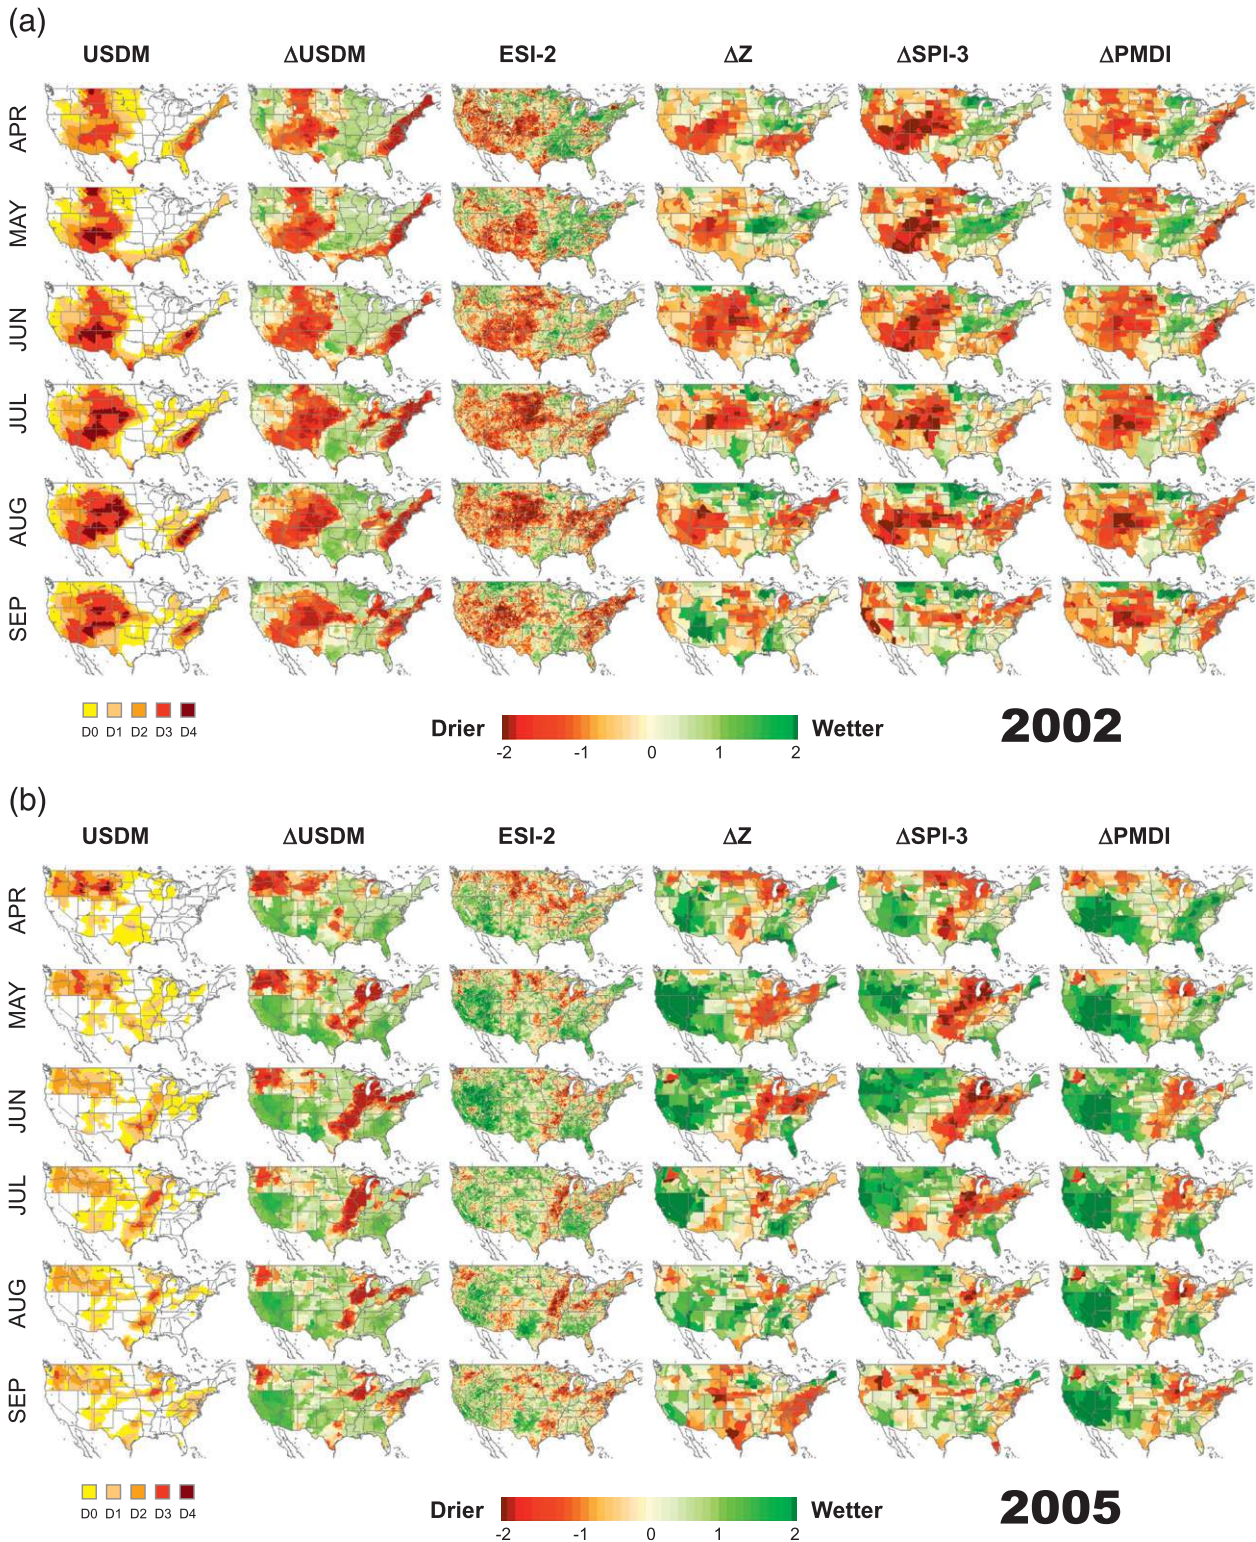 (a)
USDM ΔUSDM ESI-2 ΔZ ΔSPI-3 ΔPMDI
APR
MAY
JUN
JUL
AUG
SEP
D0 D1 D2 D3 D4
Drier Wetter
-2 -1 0 1 2
2002
(b)
USDM ΔUSDM ESI-2 ΔZ ΔSPI-3 ΔPMDI
APR
MAY
JUN
JUL
AUG
SEP
D0 D1 D2 D3 D4
Drier Wetter
-2 -1 0 1 2
2005